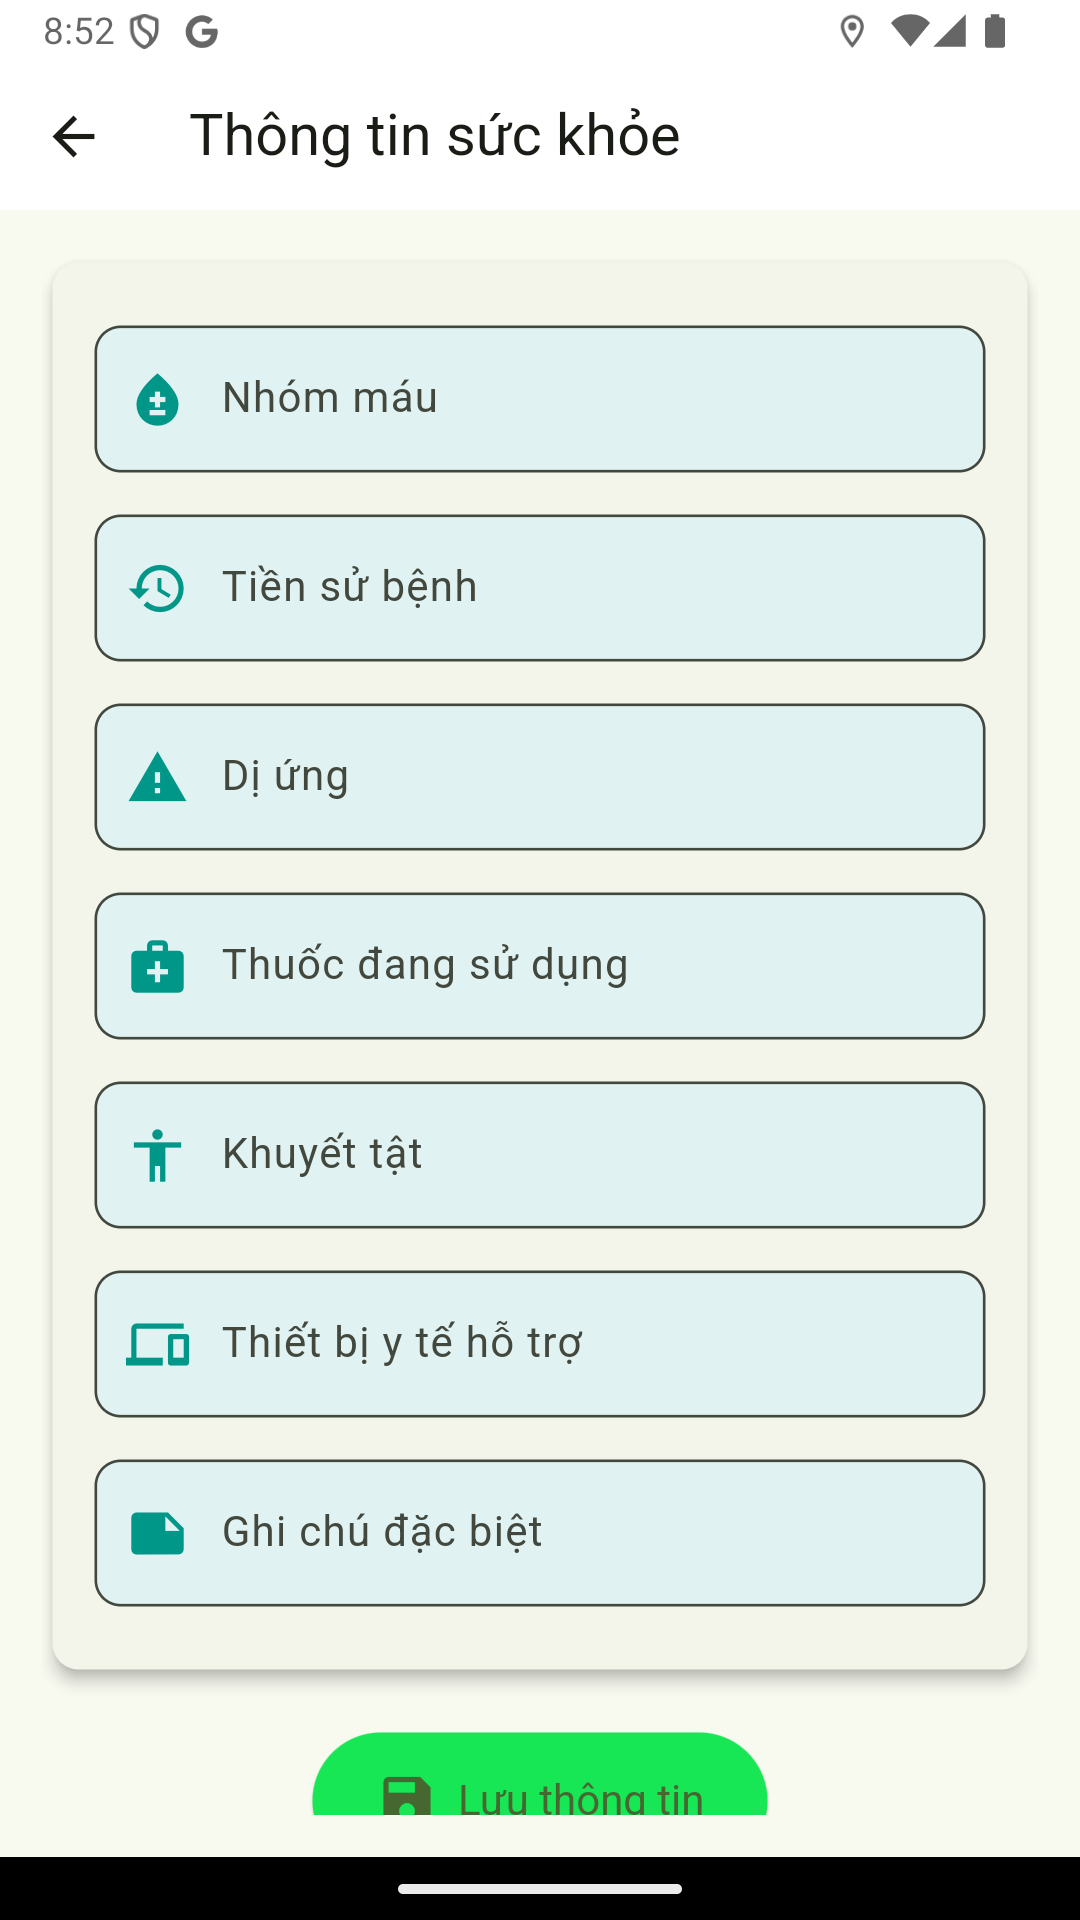 8:52
Thông tin sức khỏe
Nhóm máu
Tiền sử bệnh
Dị ứng
Thuốc đang sử dụng
Khuyết tật
Thiết bị y tế hỗ trợ
Ghi chú đặc biệt
Lưu thông tin